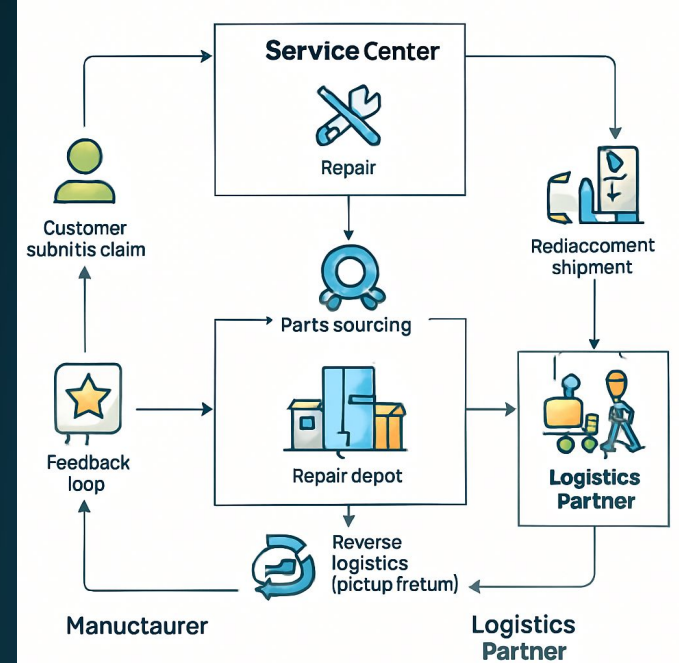 Service Center
Repair
Customer
subnitis claim
Rediaccoment
shipment
Parts sourcing
Feedback
loop
Repair depot
Logistics
Partner
Reverse
logistics
(pictup fretum)
Manuctaurer
Logistics
Partner